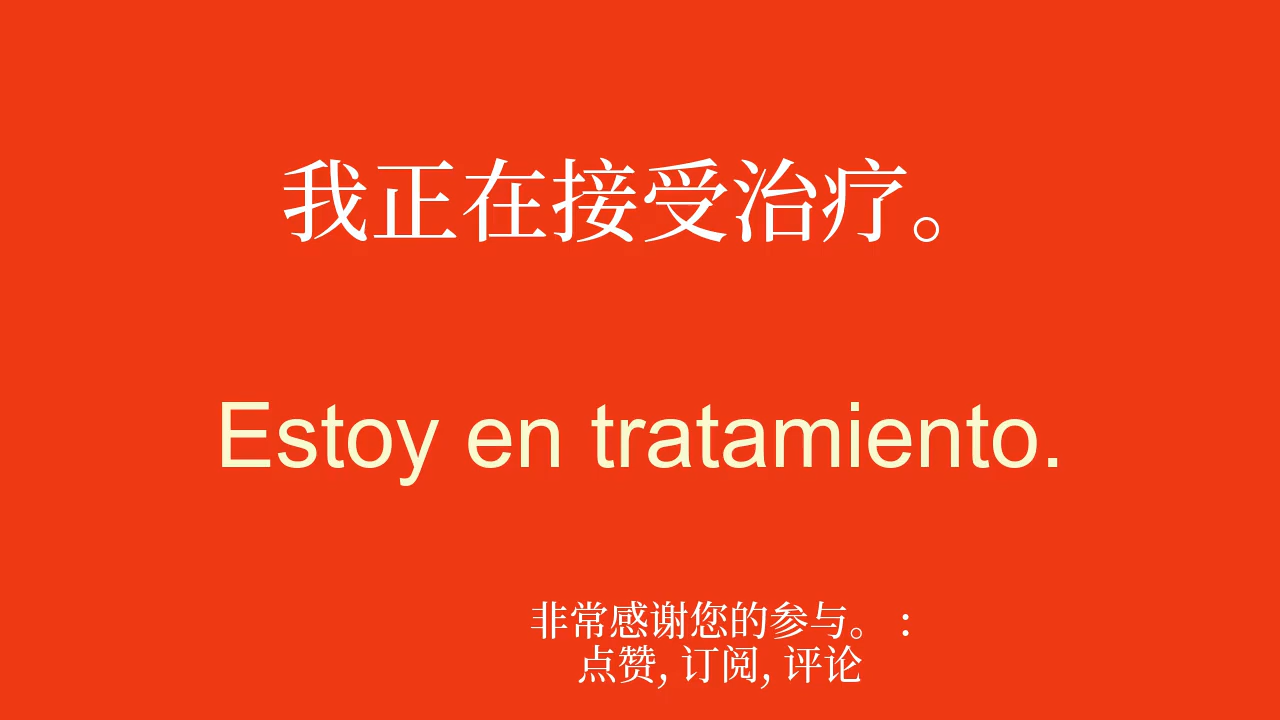 我正在接受治疗。
Estoy en tratamiento.
非常感谢您的参与。 :
点赞, 订阅, 评论